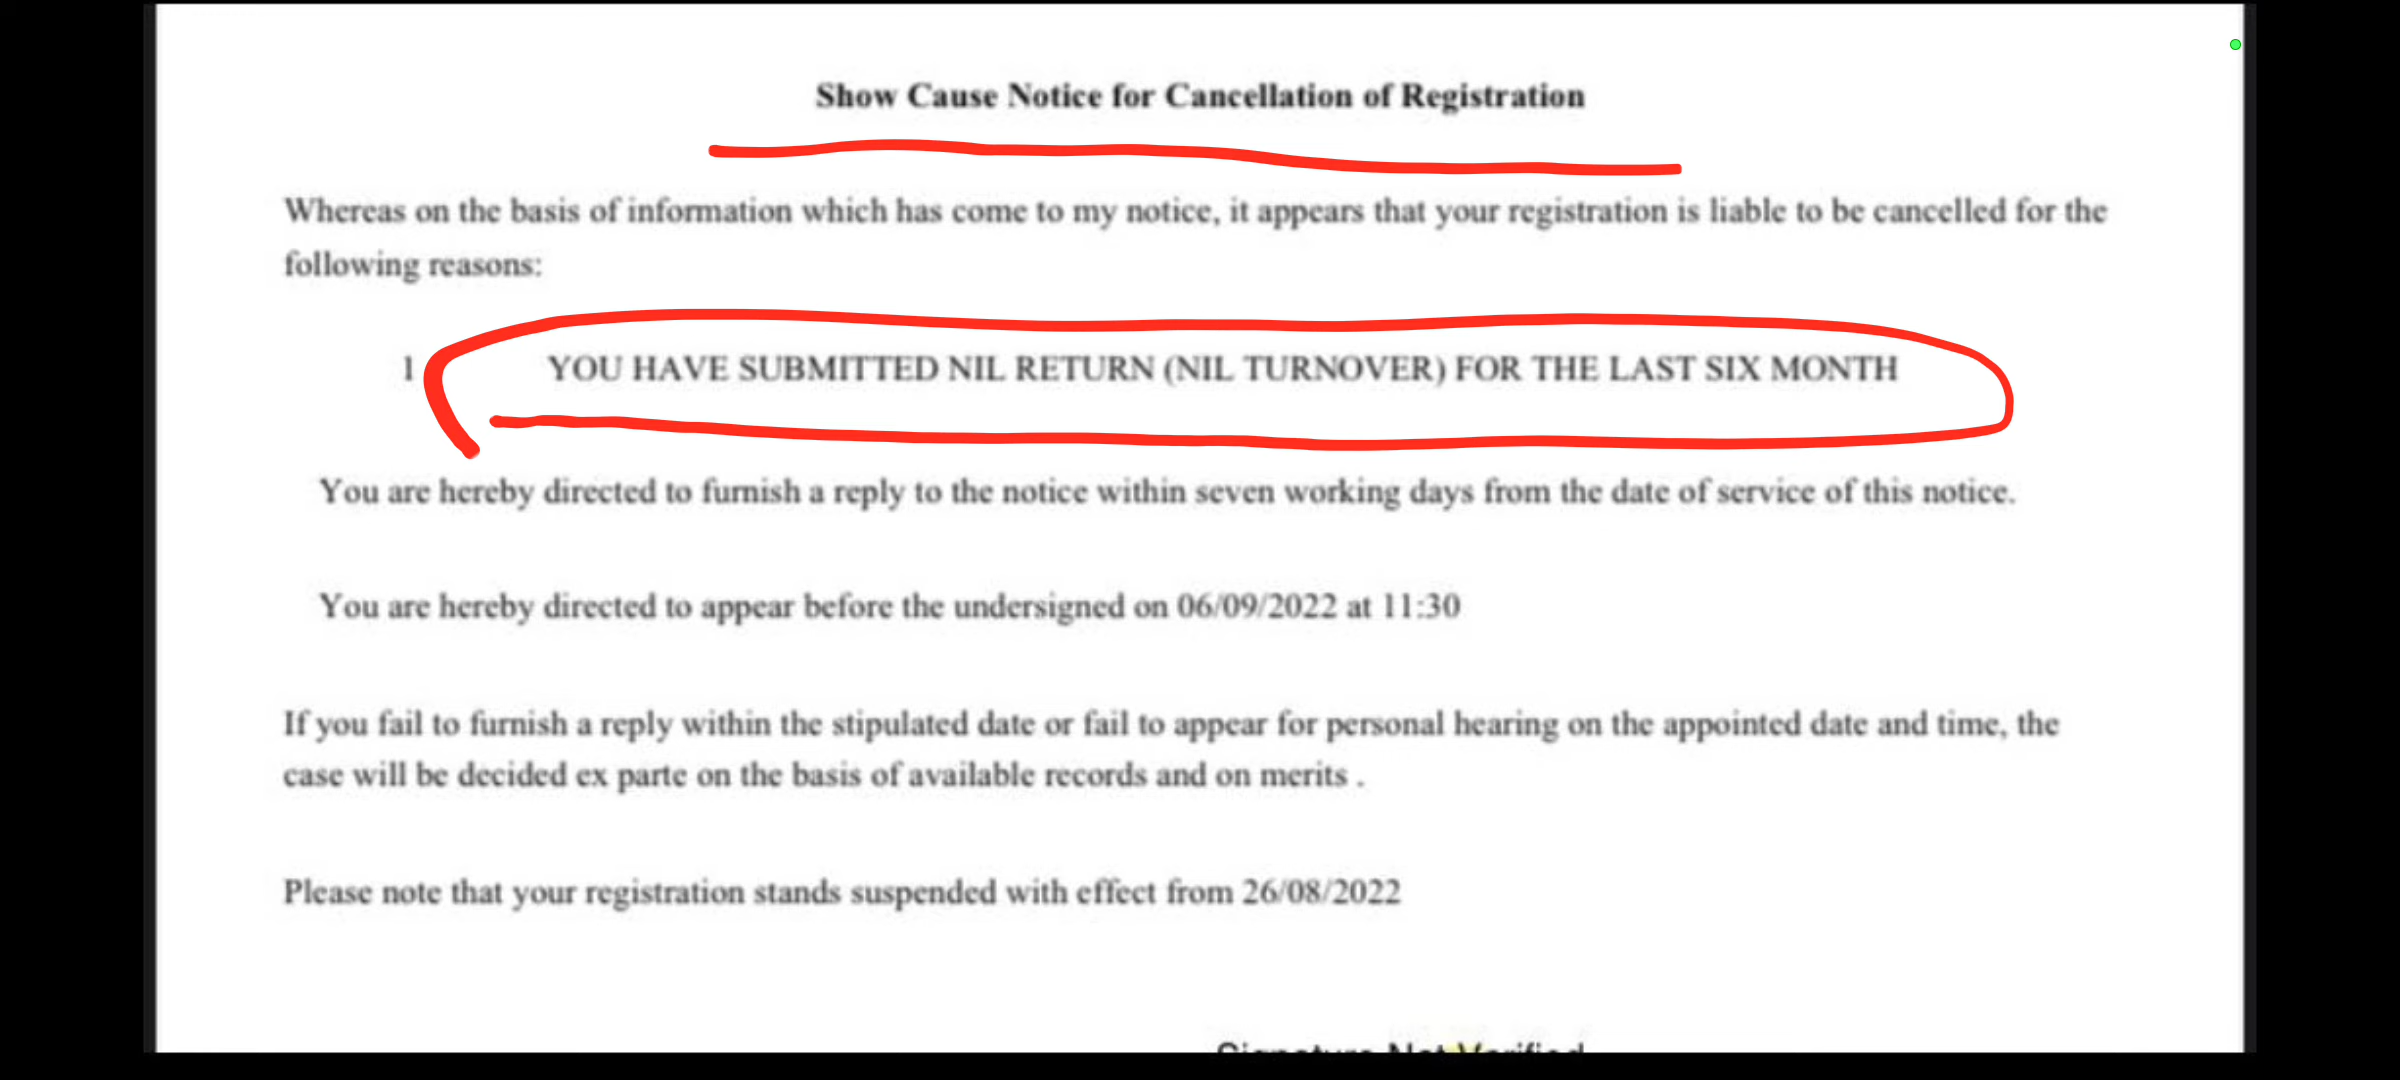 Show Cause Notice for Cancellation of Registration
Whereas on the basis of information which has come to my notice, it appears that your registration is liable to be cancelled for the
following reasons:
1 YOU HAVE SUBMITTED NIL RETURN (NIL TURNOVER) FOR THE LAST SIX MONTH
You are hereby directed to furnish a reply to the notice within seven working days from the date of service of this notice.
You are hereby directed to appear before the undersigned on 06/09/2022 at 11:30
If you fail to furnish a reply within the stipulated date or fail to appear for personal hearing on the appointed date and time, the
case will be decided ex parte on the basis of available records and on merits .
Please note that your registration stands suspended with effect from 26/08/2022
Signature Not Verified